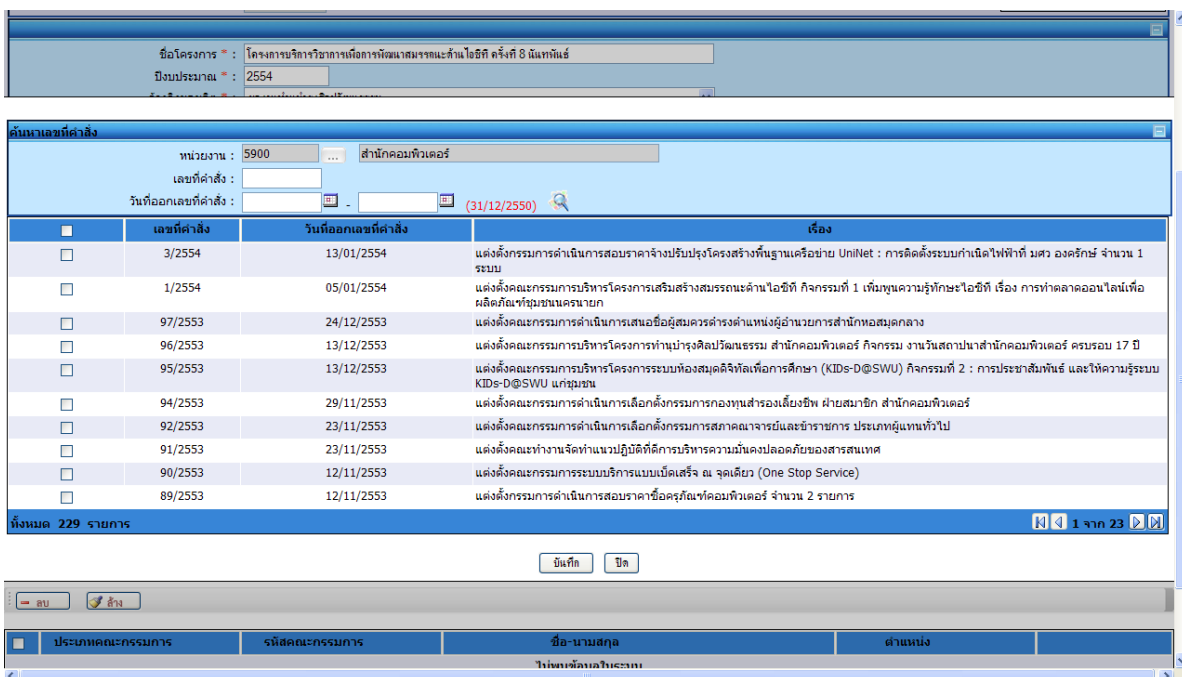 ชื่อโครงการ * : โครงการบริการวิชาการเพื่อการพัฒนาสมรรถนะด้านไอซีที ครั้งที่ 8 นันทพันธ์
ปีงบประมาณ * : 2554
ค้นหาเลขที่คำสั่ง
หน่วยงาน : 5900 ... สำนักคอมพิวเตอร์
เลขที่คำสั่ง :
วันที่ออกเลขที่คำสั่ง : - (31/12/2550)
เลขที่คำสั่ง วันที่ออกเลขที่คำสั่ง เรื่อง
3/2554 13/01/2554 แต่งตั้งกรรมการดำเนินการสอบราคาจ้างปรับปรุงโครงสร้างพื้นฐานเครือข่าย UniNet : การติดตั้งระบบกำเนิดไฟฟ้าที่ มศว องครักษ์ จำนวน 1
ระบบ
1/2554 05/01/2554 แต่งตั้งคณะกรรมการบริหารโครงการเสริมสร้างสมรรถนะด้านไอซีที กิจกรรมที่ 1 เพิ่มพูนความรู้ทักษะไอซีที เรื่อง การทำตลาดออนไลน์เพื่อ
ผลิตภัณฑ์ชุมชนนครนายก
97/2553 24/12/2553 แต่งตั้งคณะกรรมการดำเนินการเสนอชื่อผู้สมควรดำรงตำแหน่งผู้อำนวยการสำนักหอสมุดกลาง
96/2553 13/12/2553 แต่งตั้งคณะกรรมการบริหารโครงการทำนุบำรุงศิลปวัฒนธรรม สำนักคอมพิวเตอร์ กิจกรรม งานวันสถาปนาสำนักคอมพิวเตอร์ ครบรอบ 17 ปี
95/2553 13/12/2553 แต่งตั้งคณะกรรมการบริหารโครงการระบบห้องสมุดดิจิทัลเพื่อการศึกษา (KIDs-D@SWU) กิจกรรมที่ 2 : การประชาสัมพันธ์ และให้ความรู้ระบบ
KIDs-D@SWU แก่ชุมชน
94/2553 29/11/2553 แต่งตั้งคณะกรรมการดำเนินการเลือกตั้งกรรมการกองทุนสำรองเลี้ยงชีพ ฝ่ายสมาชิก สำนักคอมพิวเตอร์
92/2553 23/11/2553 แต่งตั้งคณะกรรมการดำเนินการเลือกตั้งกรรมการสภาคณาจารย์และข้าราชการ ประเภทผู้แทนทั่วไป
91/2553 23/11/2553 แต่งตั้งคณะทำงานจัดทำแนวปฏิบัติที่ดีการบริหารความมั่นคงปลอดภัยของสารสนเทศ
90/2553 12/11/2553 แต่งตั้งคณะกรรมการระบบบริการแบบเบ็ดเสร็จ ณ จุดเดียว (One Stop Service)
89/2553 12/11/2553 แต่งตั้งกรรมการดำเนินการสอบราคาซื้อครุภัณฑ์คอมพิวเตอร์ จำนวน 2 รายการ
ทั้งหมด 229 รายการ 1 จาก 23
บันทึก ปิด
ลบ ล้าง
ประเภทคณะกรรมการ รหัสคณะกรรมการ ชื่อ-นามสกุล ตำแหน่ง
ไม่พบข้อมูลในระบบ